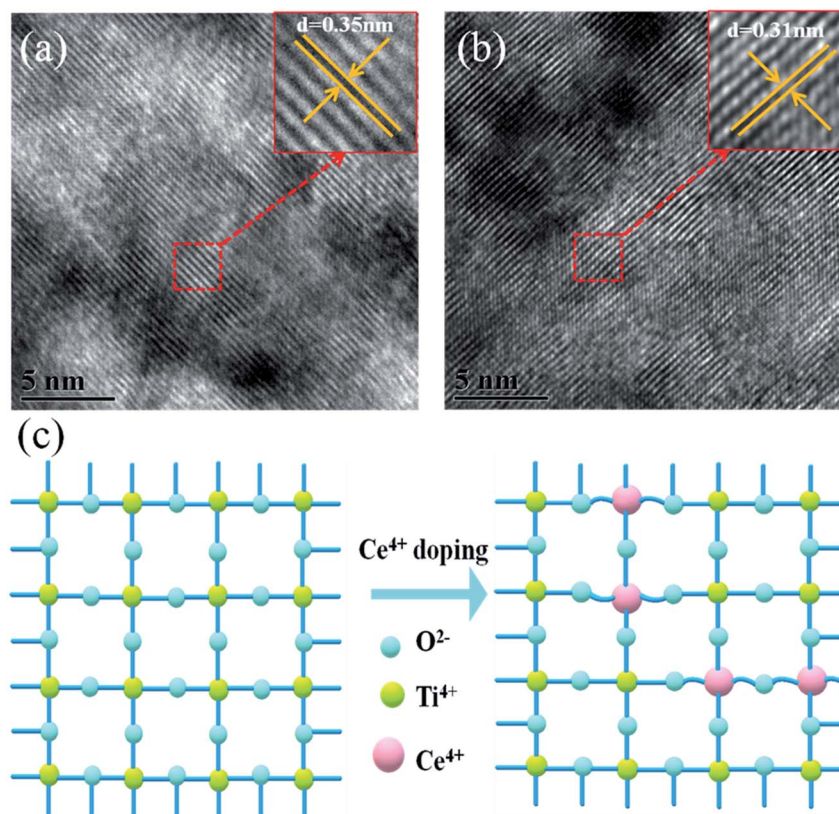 (a)
d=0.35nm
5 nm
(b)
d=0.31nm
5 nm
(c)
Ce⁴⁺ doping
O²⁻
Ti⁴⁺
Ce⁴⁺